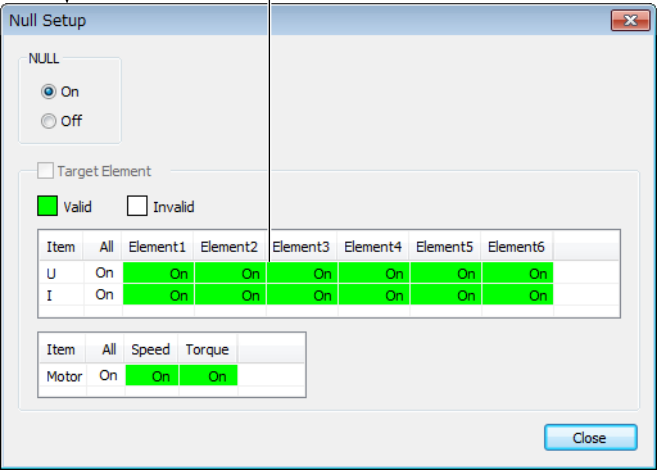 Null Setup
NULL
On
Off
Target Element
Valid Invalid
Item All Element1 Element2 Element3 Element4 Element5 Element6
U On On On On On On On
I On On On On On On On
Item All Speed Torque
Motor On On On
Close